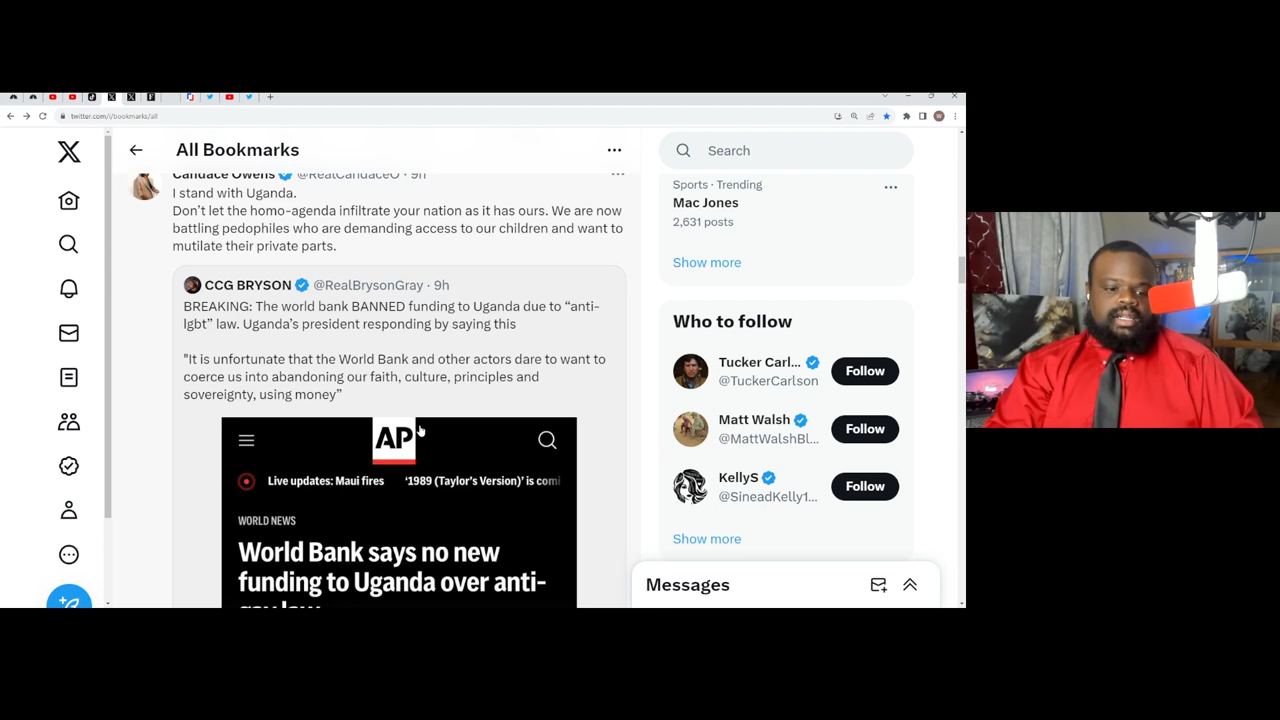 twitter.com/i/bookmarks/all
All Bookmarks
Search
Candace Owens @RealCandaceO · 9h
I stand with Uganda.
Don't let the homo-agenda infiltrate your nation as it has ours. We are now
battling pedophiles who are demanding access to our children and want to
mutilate their private parts.
CCG BRYSON @RealBrysonGray · 9h
BREAKING: The world bank BANNED funding to Uganda due to “anti-
lgbt” law. Uganda’s president responding by saying this
"It is unfortunate that the World Bank and other actors dare to want to
coerce us into abandoning our faith, culture, principles and
sovereignty, using money”
AP
Live updates: Maui fires ‘1989 (Taylor’s Version)’ is comi
WORLD NEWS
World Bank says no new
funding to Uganda over anti-
gay law
Sports · Trending
Mac Jones
2,631 posts
Show more
Who to follow
Tucker Carl...
@TuckerCarlson
Follow
Matt Walsh
@MattWalshBl...
Follow
KellyS
@SineadKelly1...
Follow
Show more
Messages